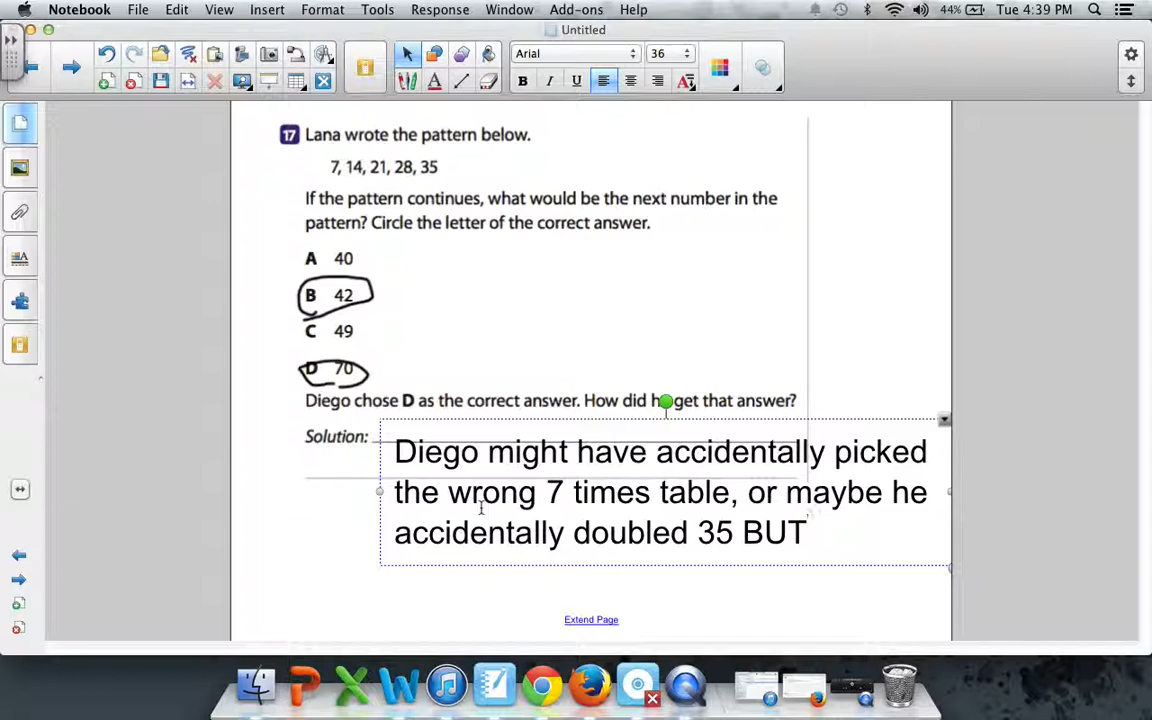 Notebook File Edit View Insert Format Tools Response Window Add-ons Help 44% Tue 4:39 PM
Untitled
Arial 36
B I U
17 Lana wrote the pattern below.
7, 14, 21, 28, 35
If the pattern continues, what would be the next number in the
pattern? Circle the letter of the correct answer.
A 40
B 42
C 49
D 70
Diego chose D as the correct answer. How did h get that answer?
Solution:
Diego might have accidentally picked
the wrong 7 times table, or maybe he
accidentally doubled 35 BUT
Extend Page